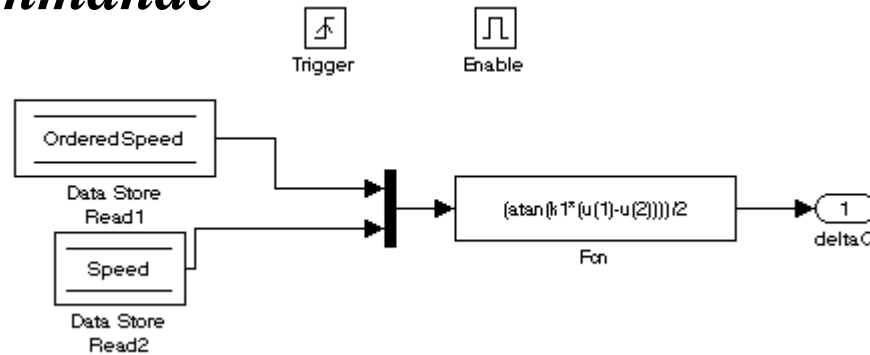 Trigger
Enable
OrderedSpeed
Data Store
Read1
(atan(k1*(u(1)-u(2))))/2
1
Fcn
Speed
Data Store
Read2